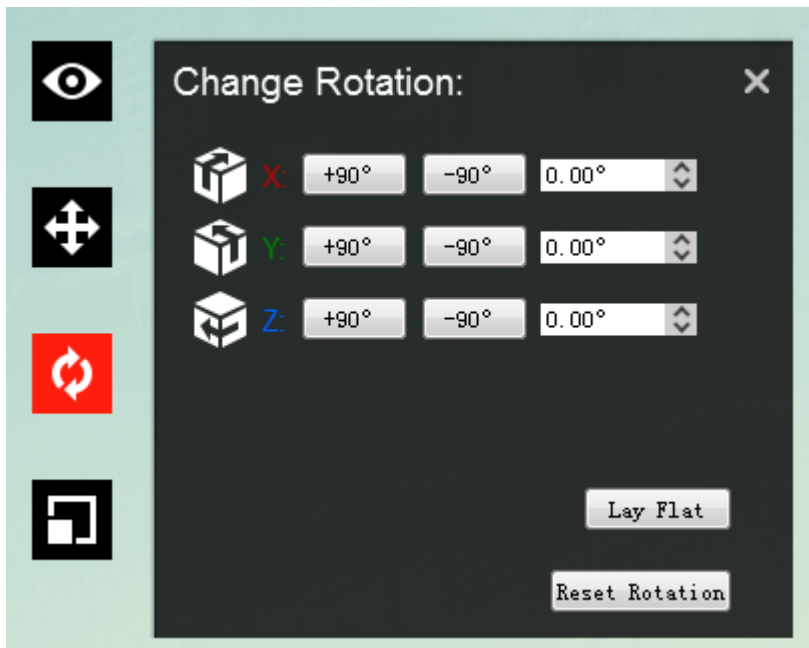 Change Rotation:
X: +90° -90° 0.00°
Y: +90° -90° 0.00°
Z: +90° -90° 0.00°
Lay Flat
Reset Rotation